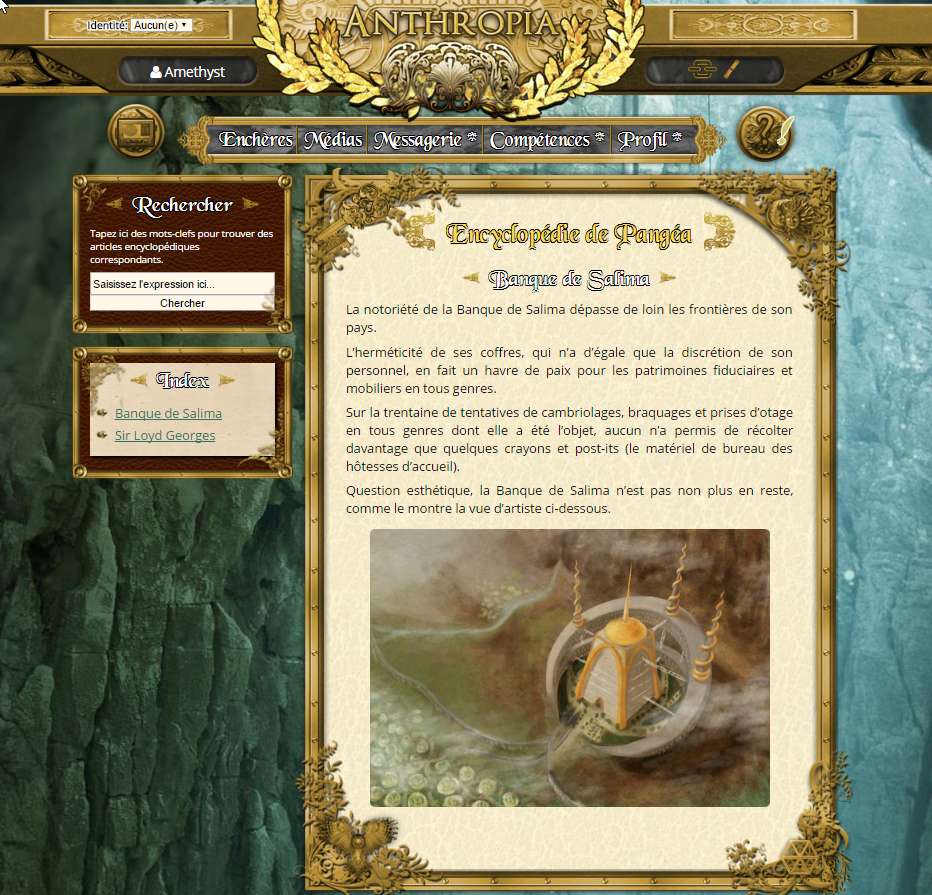 ANTHROPIA
Identité: Aucun(e)
Amethyst
Enchères Médias Messagerie Compétences Profil
Rechercher
Tapez ici des mots-clefs pour trouver des
articles encyclopédiques
correspondants.
Saisissez l'expression ici...
Chercher
Index
Banque de Salima
Sir Loyd Georges
Encyclopédie de Pangéa
Banque de Salima
La notoriété de la Banque de Salima dépasse de loin les frontières de son
pays.
L’herméticité de ses coffres, qui n’a d’égale que la discrétion de son
personnel, en fait un havre de paix pour les patrimoines fiduciaires et
mobiliers en tous genres.
Sur la trentaine de tentatives de cambriolages, braquages et prises d’otage
en tous genres dont elle a été l’objet, aucun n’a permis de récolter
davantage que quelques crayons et post-its (le matériel de bureau des
hôtesses d’accueil).
Question esthétique, la Banque de Salima n’est pas non plus en reste,
comme le montre la vue d’artiste ci-dessous.